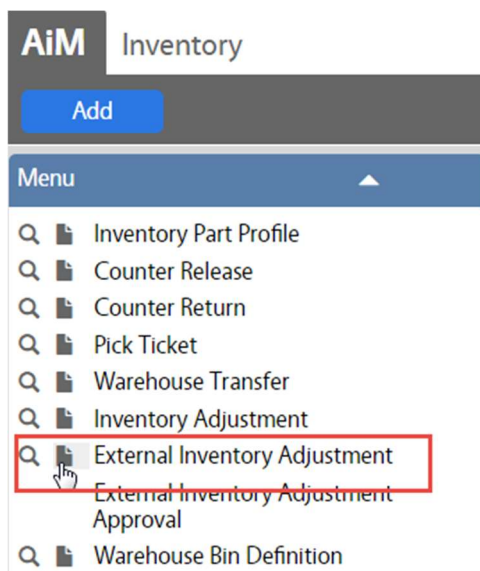 AiM Inventory
Add
Menu
Inventory Part Profile
Counter Release
Counter Return
Pick Ticket
Warehouse Transfer
Inventory Adjustment
External Inventory Adjustment
External Inventory Adjustment
Approval
Warehouse Bin Definition